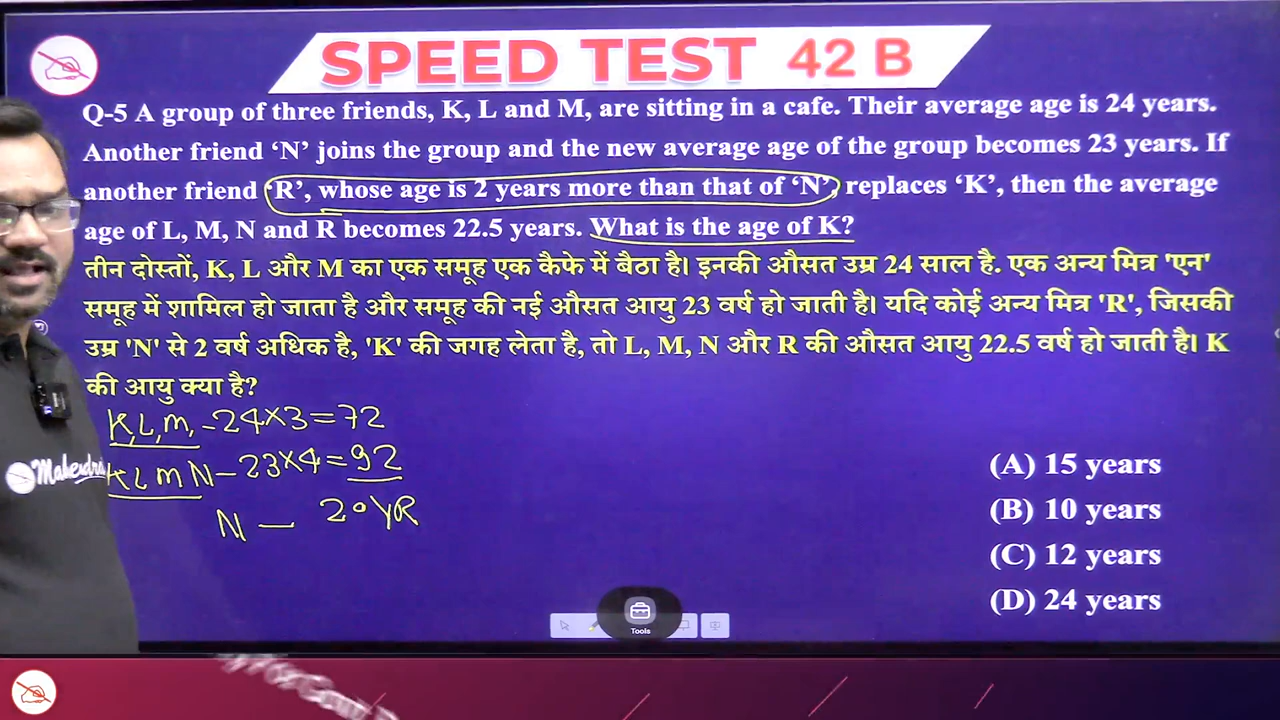 SPEED TEST 42 B
Q-5 A group of three friends, K, L and M, are sitting in a cafe. Their average age is 24 years.
Another friend ‘N’ joins the group and the new average age of the group becomes 23 years. If
another friend ‘R’, whose age is 2 years more than that of ‘N’, replaces ‘K’, then the average
age of L, M, N and R becomes 22.5 years. What is the age of K?
तीन दोस्तों, K, L और M का एक समूह एक कैफे में बैठा है। इनकी औसत उम्र 24 साल है. एक अन्य मित्र 'एन'
समूह में शामिल हो जाता है और समूह की नई औसत आयु 23 वर्ष हो जाती है। यदि कोई अन्य मित्र 'R', जिसकी
उम्र 'N' से 2 वर्ष अधिक है, 'K' की जगह लेता है, तो L, M, N और R की औसत आयु 22.5 वर्ष हो जाती है। K
की आयु क्या है?
K, L, M, - 24×3=72
K L M N - 23×4=92
N — 20 YR
(A) 15 years
(B) 10 years
(C) 12 years
(D) 24 years
Mahendra
Tools